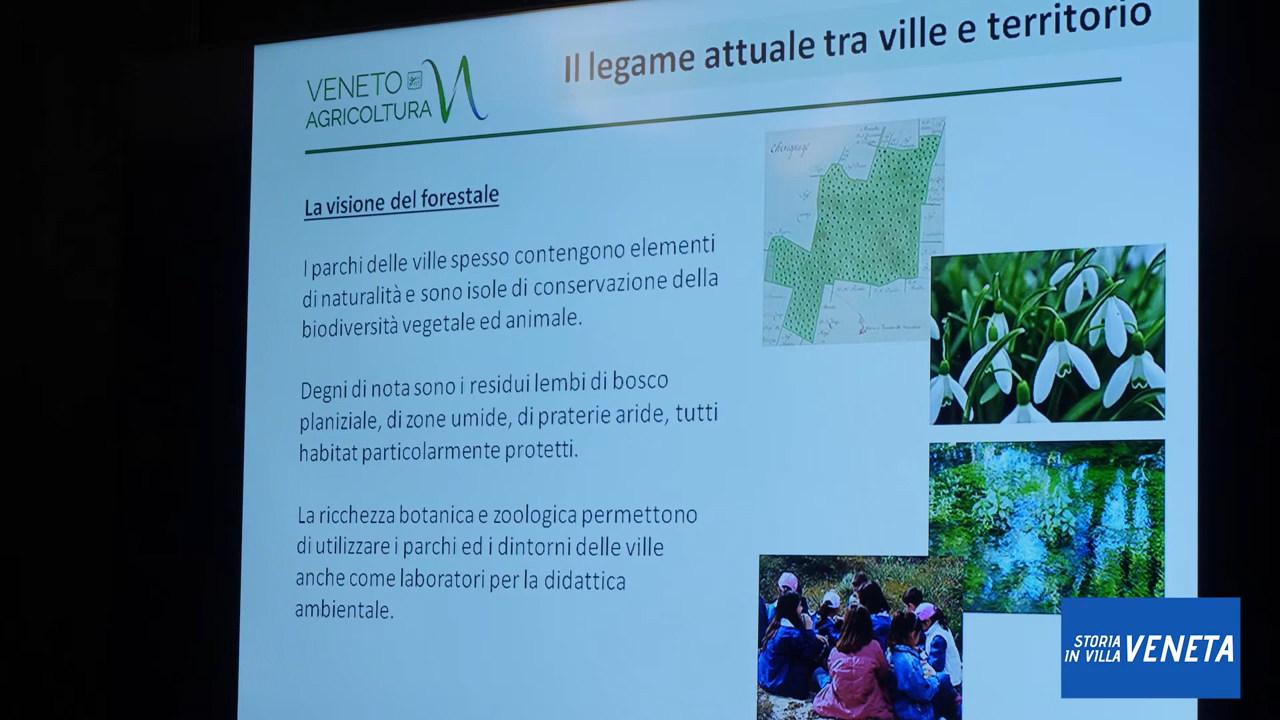 Il legame attuale tra ville e territorio
VENETO
AGRICOLTURA
La visione del forestale
I parchi delle ville spesso contengono elementi
di naturalità e sono isole di conservazione della
biodiversità vegetale ed animale.
Degni di nota sono i residui lembi di bosco
planiziale, di zone umide, di praterie aride, tutti
habitat particolarmente protetti.
La ricchezza botanica e zoologica permettono
di utilizzare i parchi ed i dintorni delle ville
anche come laboratori per la didattica
ambientale.
STORIA
IN VILLA VENETA